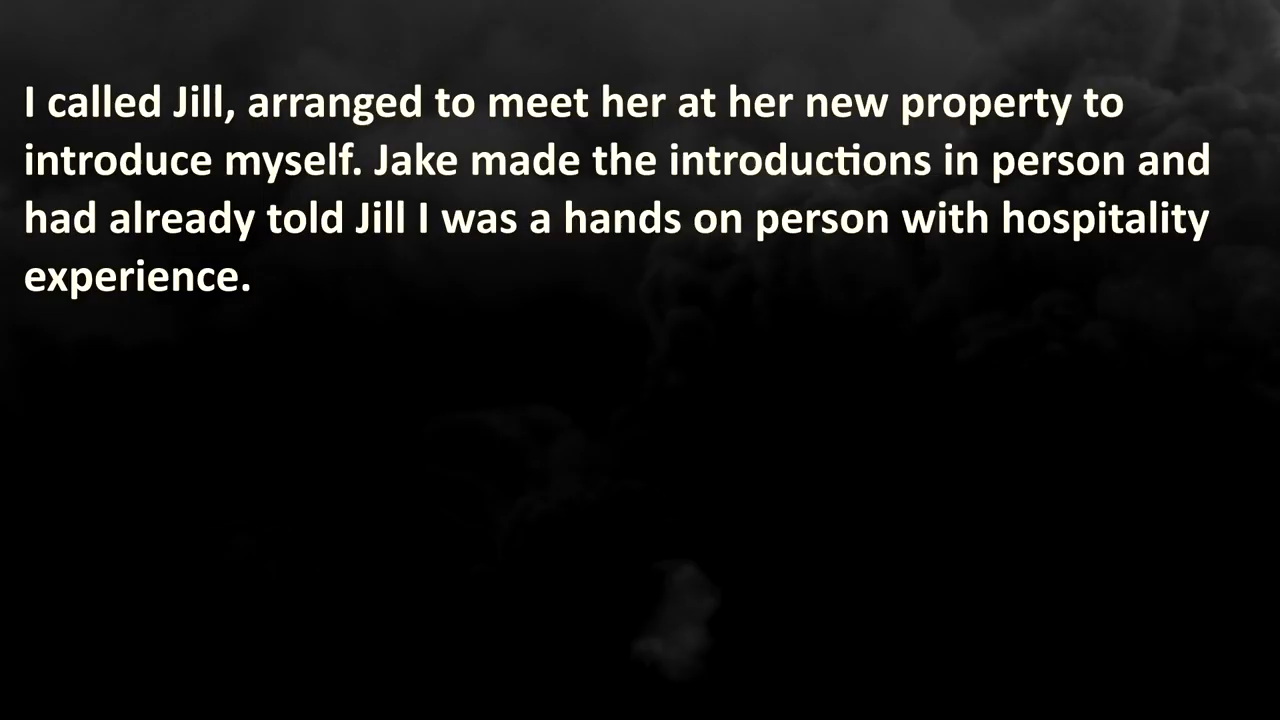 I called Jill, arranged to meet her at her new property to
introduce myself. Jake made the introductions in person and
had already told Jill I was a hands on person with hospitality
experience.